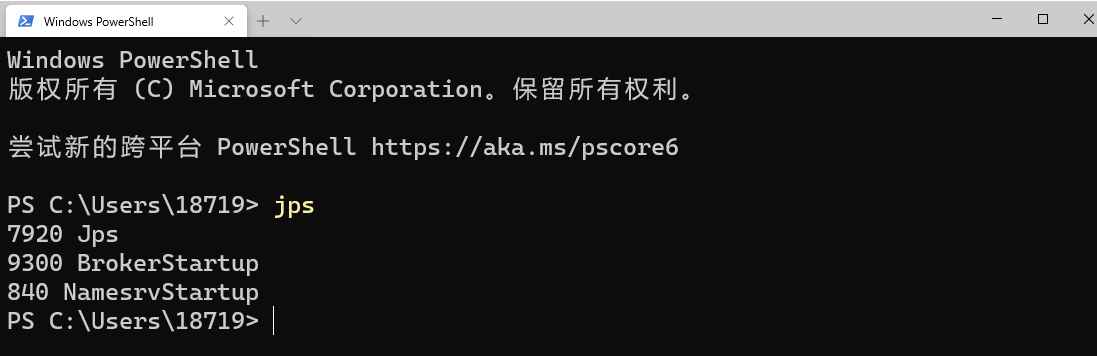 Windows PowerShell
Windows PowerShell
版权所有 (C) Microsoft Corporation。保留所有权利。
尝试新的跨平台 PowerShell https://aka.ms/pscore6
PS C:\Users\18719> jps
7920 Jps
9300 BrokerStartup
840 NamesrvStartup
PS C:\Users\18719>